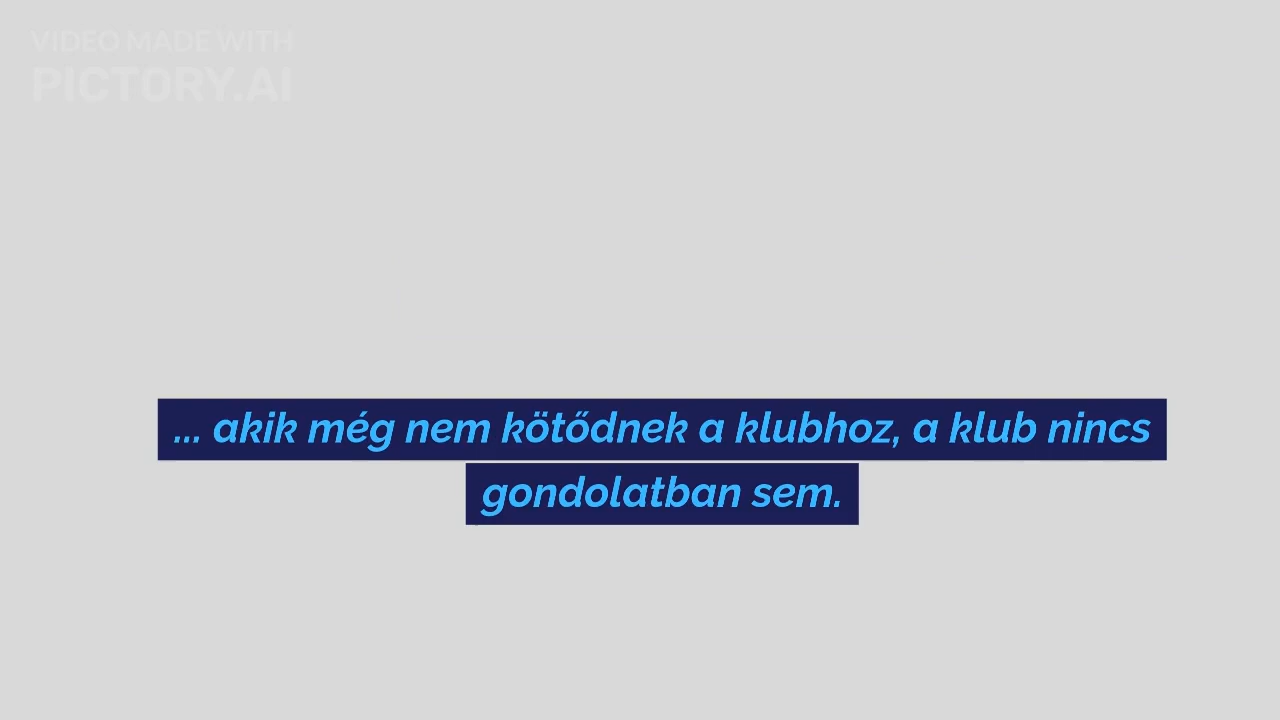 VIDEO MADE WITH
PICTORY.AI
... akik még nem kötődnek a klubhoz, a klub nincs
gondolatban sem.